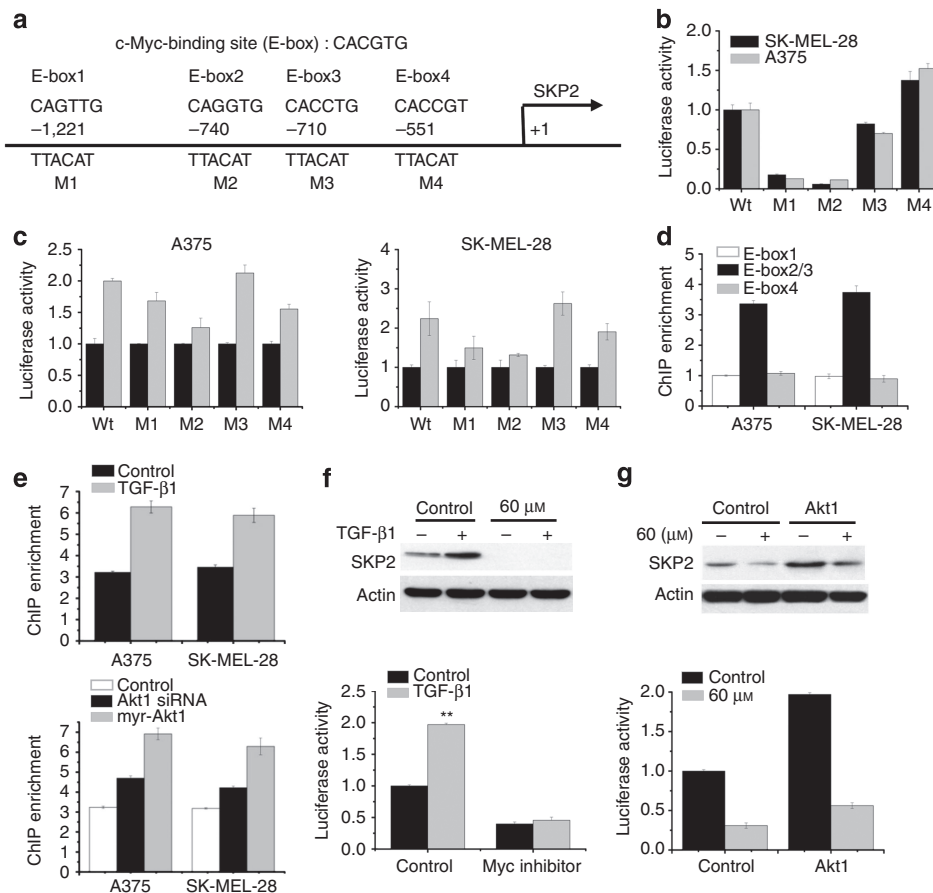 a
c-Myc-binding site (E-box) : CACGTG
E-box1 E-box2 E-box3 E-box4
CAGTTG CAGGTG CACCTG CACCGT SKP2
–1,221 –740 –710 –551 +1
TTACAT TTACAT TTACAT TTACAT
M1 M2 M3 M4
b
SK-MEL-28
A375
Luciferase activity
2.0
1.5
1.0
0.5
0.0
Wt M1 M2 M3 M4
c
A375
Luciferase activity
2.5
2.0
1.5
1.0
0.5
0.0
Wt M1 M2 M3 M4
SK-MEL-28
Luciferase activity
4
3
2
1
0
Wt M1 M2 M3 M4
d
E-box1
E-box2/3
E-box4
ChIP enrichment
5
4
3
2
1
0
A375 SK-MEL-28
e
Control
TGF-β1
ChIP enrichment
7
6
5
4
3
2
1
0
A375 SK-MEL-28
Control
Akt1 siRNA
myr-Akt1
ChIP enrichment
7
6
5
4
3
2
1
0
A375 SK-MEL-28
f
Control 60 μM
TGF-β1 – + – +
SKP2
Actin
Control
TGF-β1
Luciferase activity
2.5
2.0
1.5
1.0
0.5
0.0
**
Control Myc inhibitor
g
Control Akt1
60 (μM) – + – +
SKP2
Actin
Control
60 μM
Luciferase activity
2.0
1.5
1.0
0.5
0.0
Control Akt1